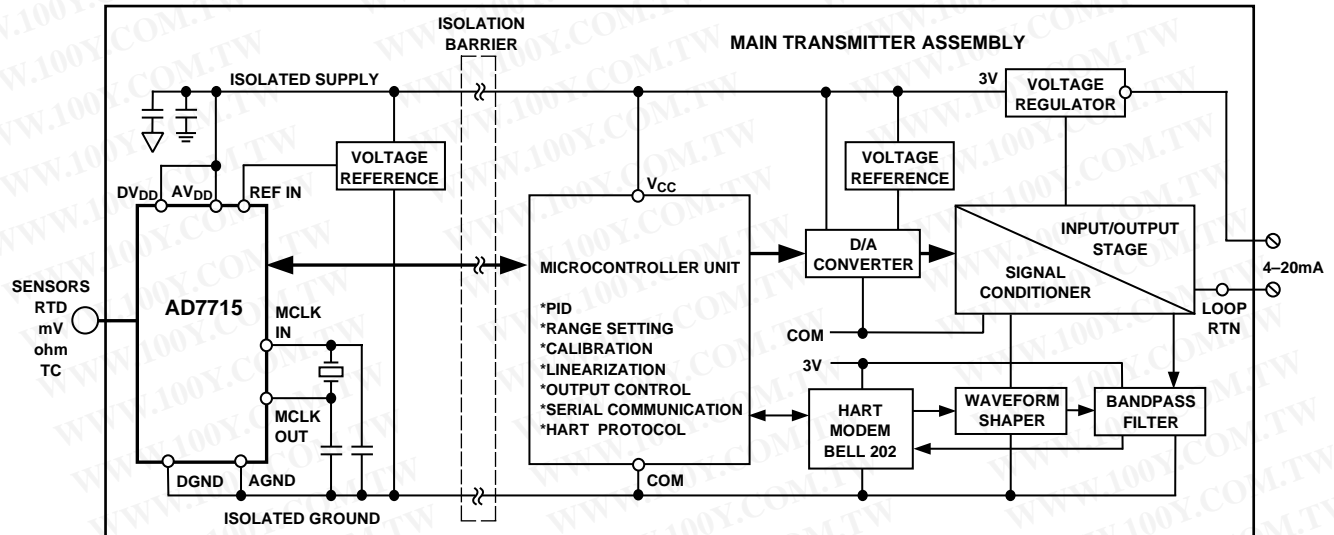 ISOLATION
BARRIER
MAIN TRANSMITTER ASSEMBLY
ISOLATED SUPPLY
3V
VOLTAGE
REGULATOR
VOLTAGE
REFERENCE
VOLTAGE
REFERENCE
DVDD
AVDD
REF IN
VCC
SENSORS
RTD
mV
ohm
TC
AD7715
MCLK
IN
MCLK
OUT
DGND
AGND
ISOLATED GROUND
MICROCONTROLLER UNIT
*PID
*RANGE SETTING
*CALIBRATION
*LINEARIZATION
*OUTPUT CONTROL
*SERIAL COMMUNICATION
*HART PROTOCOL
COM
D/A
CONVERTER
INPUT/OUTPUT
STAGE
SIGNAL
CONDITIONER
4–20mA
LOOP
RTN
COM
3V
HART
MODEM
BELL 202
WAVEFORM
SHAPER
BANDPASS
FILTER
WWW.100Y.COM.TW